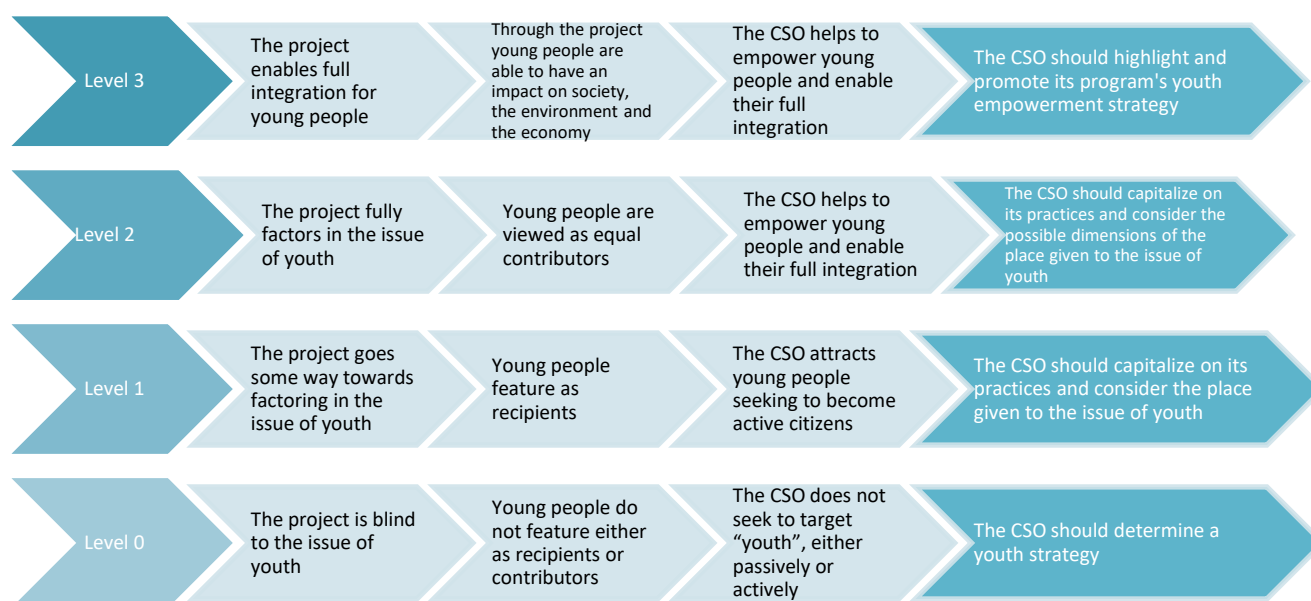 Level 3
The project
enables full
integration for
young people
Through the project
young people are
able to have an
impact on society,
the environment and
the economy
The CSO helps to
empower young
people and enable
their full
integration
The CSO should highlight and
promote its program's youth
empowerment strategy
Level 2
The project fully
factors in the issue
of youth
Young people are
viewed as equal
contributors
The CSO helps to
empower young
people and enable
their full integration
The CSO should capitalize on
its practices and consider the
possible dimensions of the
place given to the issue of
youth
Level 1
The project goes
some way towards
factoring in the
issue of youth
Young people
feature as
recipients
The CSO attracts
young people
seeking to become
active citizens
The CSO should capitalize on its
practices and consider the place
given to the issue of youth
Level 0
The project is blind
to the issue of
youth
Young people do
not feature either
as recipients or
contributors
The CSO does not
seek to target
“youth”, either
passively or
actively
The CSO should determine a
youth strategy